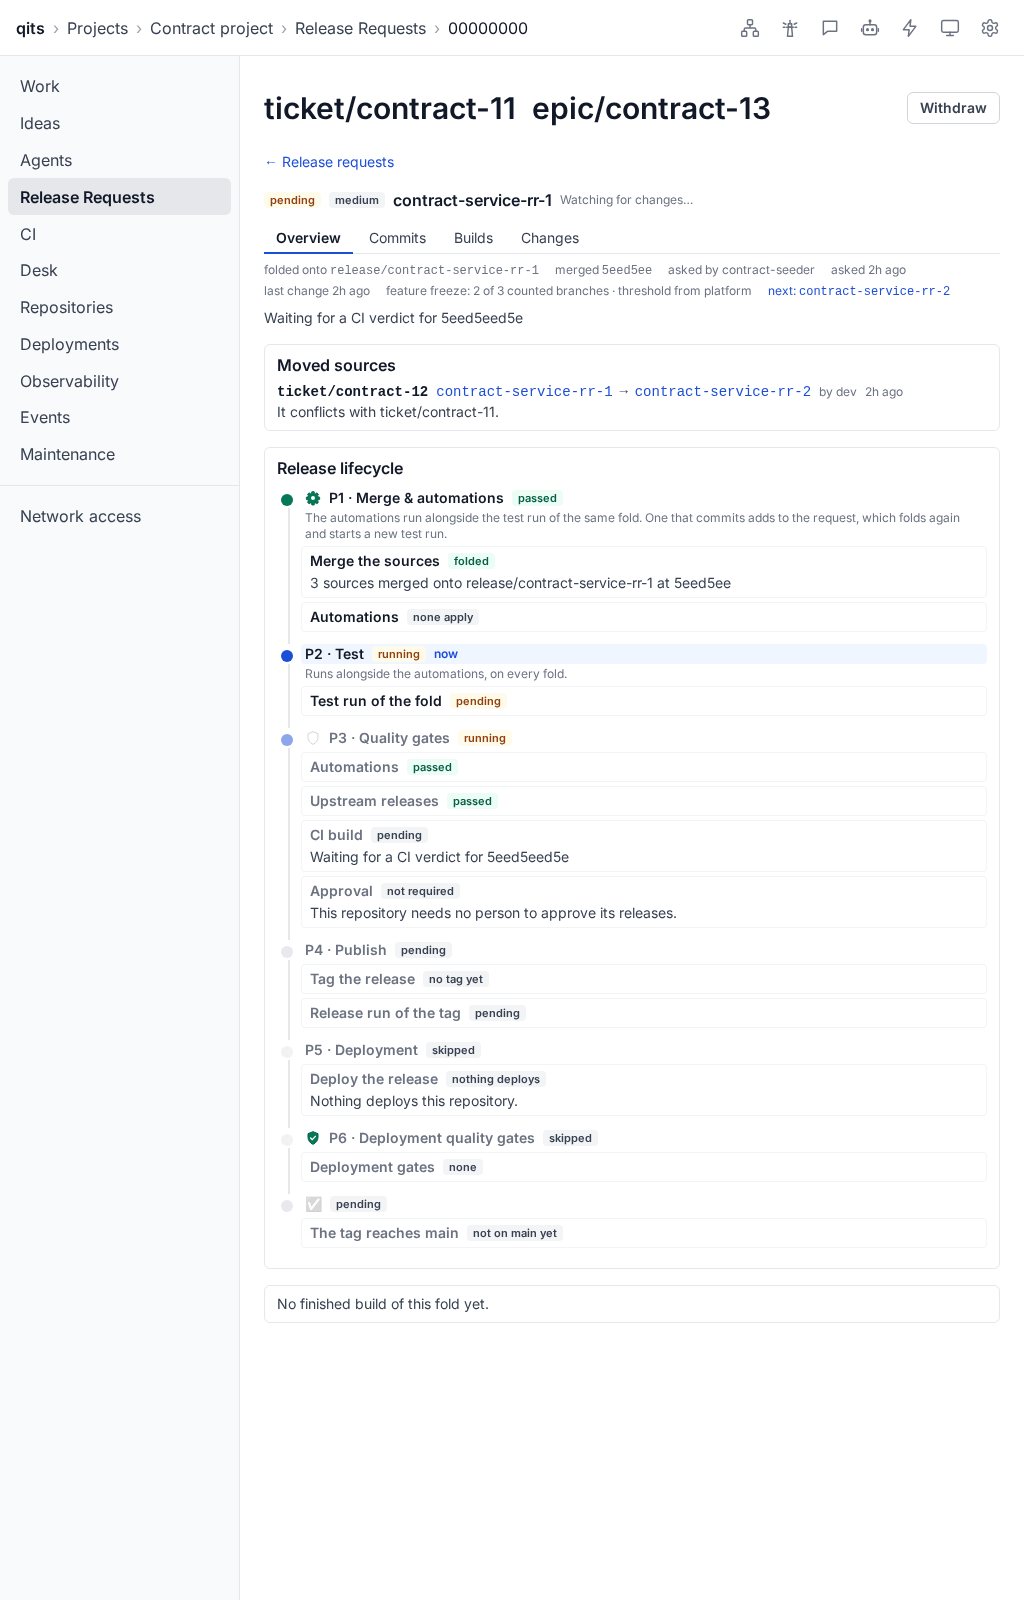 qits › Projects › Contract project › Release Requests › 00000000
Work
Ideas
Agents
Release Requests
CI
Desk
Repositories
Deployments
Observability
Events
Maintenance
Network access
ticket/contract-11 epic/contract-13
Withdraw
← Release requests
pending medium contract-service-rr-1 Watching for changes...
Overview Commits Builds Changes
folded onto release/contract-service-rr-1 merged 5eed5ee asked by contract-seeder asked 2h ago
last change 2h ago feature freeze: 2 of 3 counted branches · threshold from platform next: contract-service-rr-2
Waiting for a CI verdict for 5eed5eed5e
Moved sources
ticket/contract-12 contract-service-rr-1 → contract-service-rr-2 by dev 2h ago
It conflicts with ticket/contract-11.
Release lifecycle
P1 · Merge & automations passed
The automations run alongside the test run of the same fold. One that commits adds to the request, which folds again
and starts a new test run.
Merge the sources folded
3 sources merged onto release/contract-service-rr-1 at 5eed5ee
Automations none apply
P2 · Test running now
Runs alongside the automations, on every fold.
Test run of the fold pending
P3 · Quality gates running
Automations passed
Upstream releases passed
CI build pending
Waiting for a CI verdict for 5eed5eed5e
Approval not required
This repository needs no person to approve its releases.
P4 · Publish pending
Tag the release no tag yet
Release run of the tag pending
P5 · Deployment skipped
Deploy the release nothing deploys
Nothing deploys this repository.
P6 · Deployment quality gates skipped
Deployment gates none
pending
The tag reaches main not on main yet
No finished build of this fold yet.